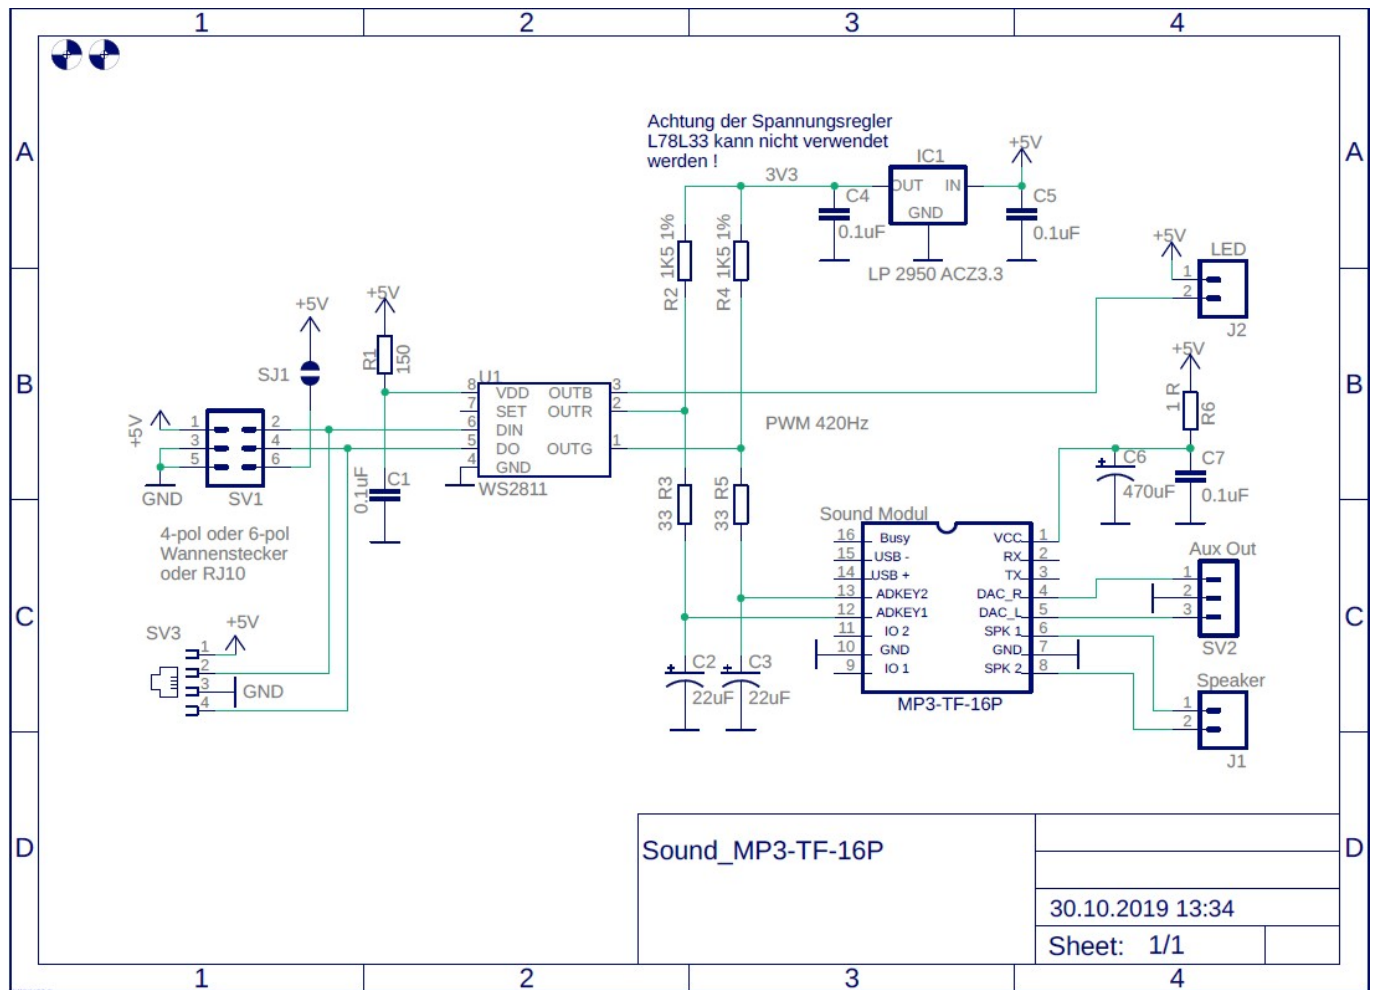 1 2 3 4
A A
Achtung der Spannungsregler
L78L33 kann nicht verwendet
werden !
3V3
IC1
OUT IN
GND
LP 2950 ACZ3.3
+5V
C4
0.1uF
C5
0.1uF
R2 1K5 1%
R4 1K5 1%
+5V
LED
1
2
J2
B B
+5V
SJ1
+5V
R1
150
+5V
1 2
3 4
5 6
GND
SV1
4-pol oder 6-pol
Wannenstecker
oder RJ10
0.1uF
C1
U1
8 VDD OUTB 3
7 SET OUTR 2
6 DIN
5 DO OUTG 1
4 GND
WS2811
PWM 420Hz
33 R3
33 R5
+5V
1 R
R6
C6
470uF
C7
0.1uF
C C
Sound Modul
16 Busy VCC 1
15 USB - RX 2
14 USB + TX 3
13 ADKEY2 DAC_R 4
12 ADKEY1 DAC_L 5
11 IO 2 SPK 1 6
10 GND GND 7
9 IO 1 SPK 2 8
MP3-TF-16P
Aux Out
1
2
3
SV2
Speaker
1
2
J1
SV3
+5V
1
2
3 GND
4
C2
22uF
C3
22uF
D D
Sound_MP3-TF-16P
30.10.2019 13:34
Sheet: 1/1
1 2 3 4